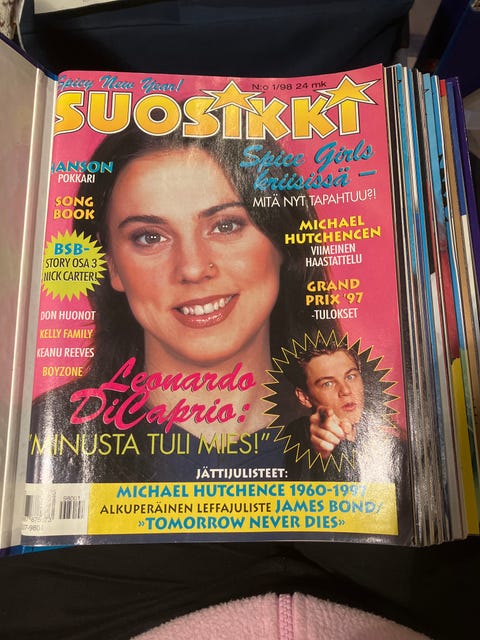 Spicy New Year!
N:o 1/98 24 mk
SUOSIKKI
HANSON
POKKARI
SONG
BOOK
BSB-
STORY OSA 3
NICK CARTER!
DON HUONOT
KELLY FAMILY
KEANU REEVES
BOYZONE
Spice Girls
kriisissä –
MITÄ NYT TAPAHTUU?!
MICHAEL
HUTCHENCEN
VIIMEINEN
HAASTATTELU
GRAND
PRIX '97
-TULOKSET
Leonardo
DiCaprio:
"MINUSTA TULI MIES!"
JÄTTIJULISTEET:
MICHAEL HUTCHENCE 1960-1997
ALKUPERÄINEN LEFFAJULISTE JAMES BOND/
»TOMORROW NEVER DIES»